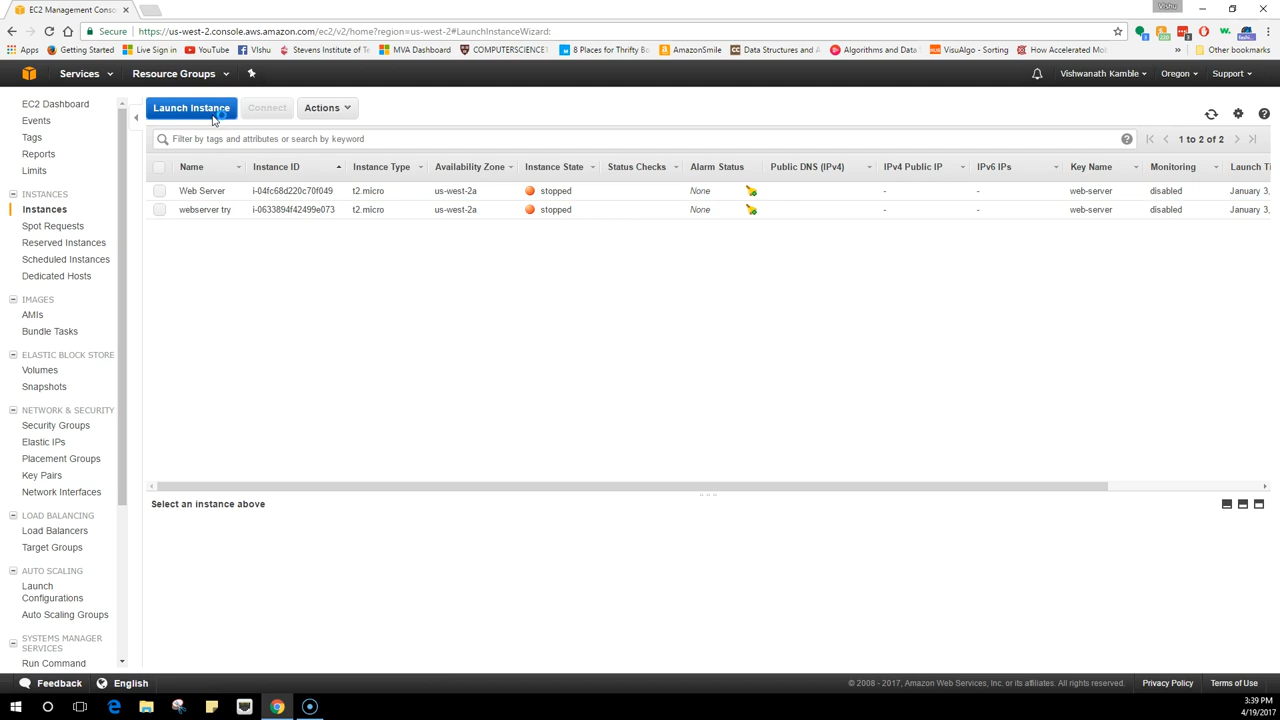 EC2 Management Conso
Vishu
Secure https://us-west-2.console.aws.amazon.com/ec2/v2/home?region=us-west-2#LaunchInstanceWizard:
Apps Getting Started Live Sign in YouTube VIshu Stevens Institute of Te MVA Dashboard COMPUTERSCIENC 8 Places for Thrifty Bo AmazonSmile Data Structures and A Algorithms and Data VisuAlgo - Sorting How Accelerated Mob » Other bookmarks
Services Resource Groups Vishwanath Kamble Oregon Support
EC2 Dashboard
Events
Tags
Reports
Limits
INSTANCES
Instances
Spot Requests
Reserved Instances
Scheduled Instances
Dedicated Hosts
IMAGES
AMIs
Bundle Tasks
ELASTIC BLOCK STORE
Volumes
Snapshots
NETWORK & SECURITY
Security Groups
Elastic IPs
Placement Groups
Key Pairs
Network Interfaces
LOAD BALANCING
Load Balancers
Target Groups
AUTO SCALING
Launch
Configurations
Auto Scaling Groups
SYSTEMS MANAGER
SERVICES
Run Command
Launch Instance Connect Actions
Filter by tags and attributes or search by keyword 1 to 2 of 2
Name Instance ID Instance Type Availability Zone Instance State Status Checks Alarm Status Public DNS (IPv4) IPv4 Public IP IPv6 IPs Key Name Monitoring Launch Ti
Web Server i-04fc68d220c70f049 t2.micro us-west-2a stopped None - - web-server disabled January 3,
webserver try i-0633894f42499e073 t2.micro us-west-2a stopped None - - web-server disabled January 3,
Select an instance above
Feedback English © 2008 - 2017, Amazon Web Services, Inc. or its affiliates. All rights reserved. Privacy Policy Terms of Use
3:39 PM
4/19/2017